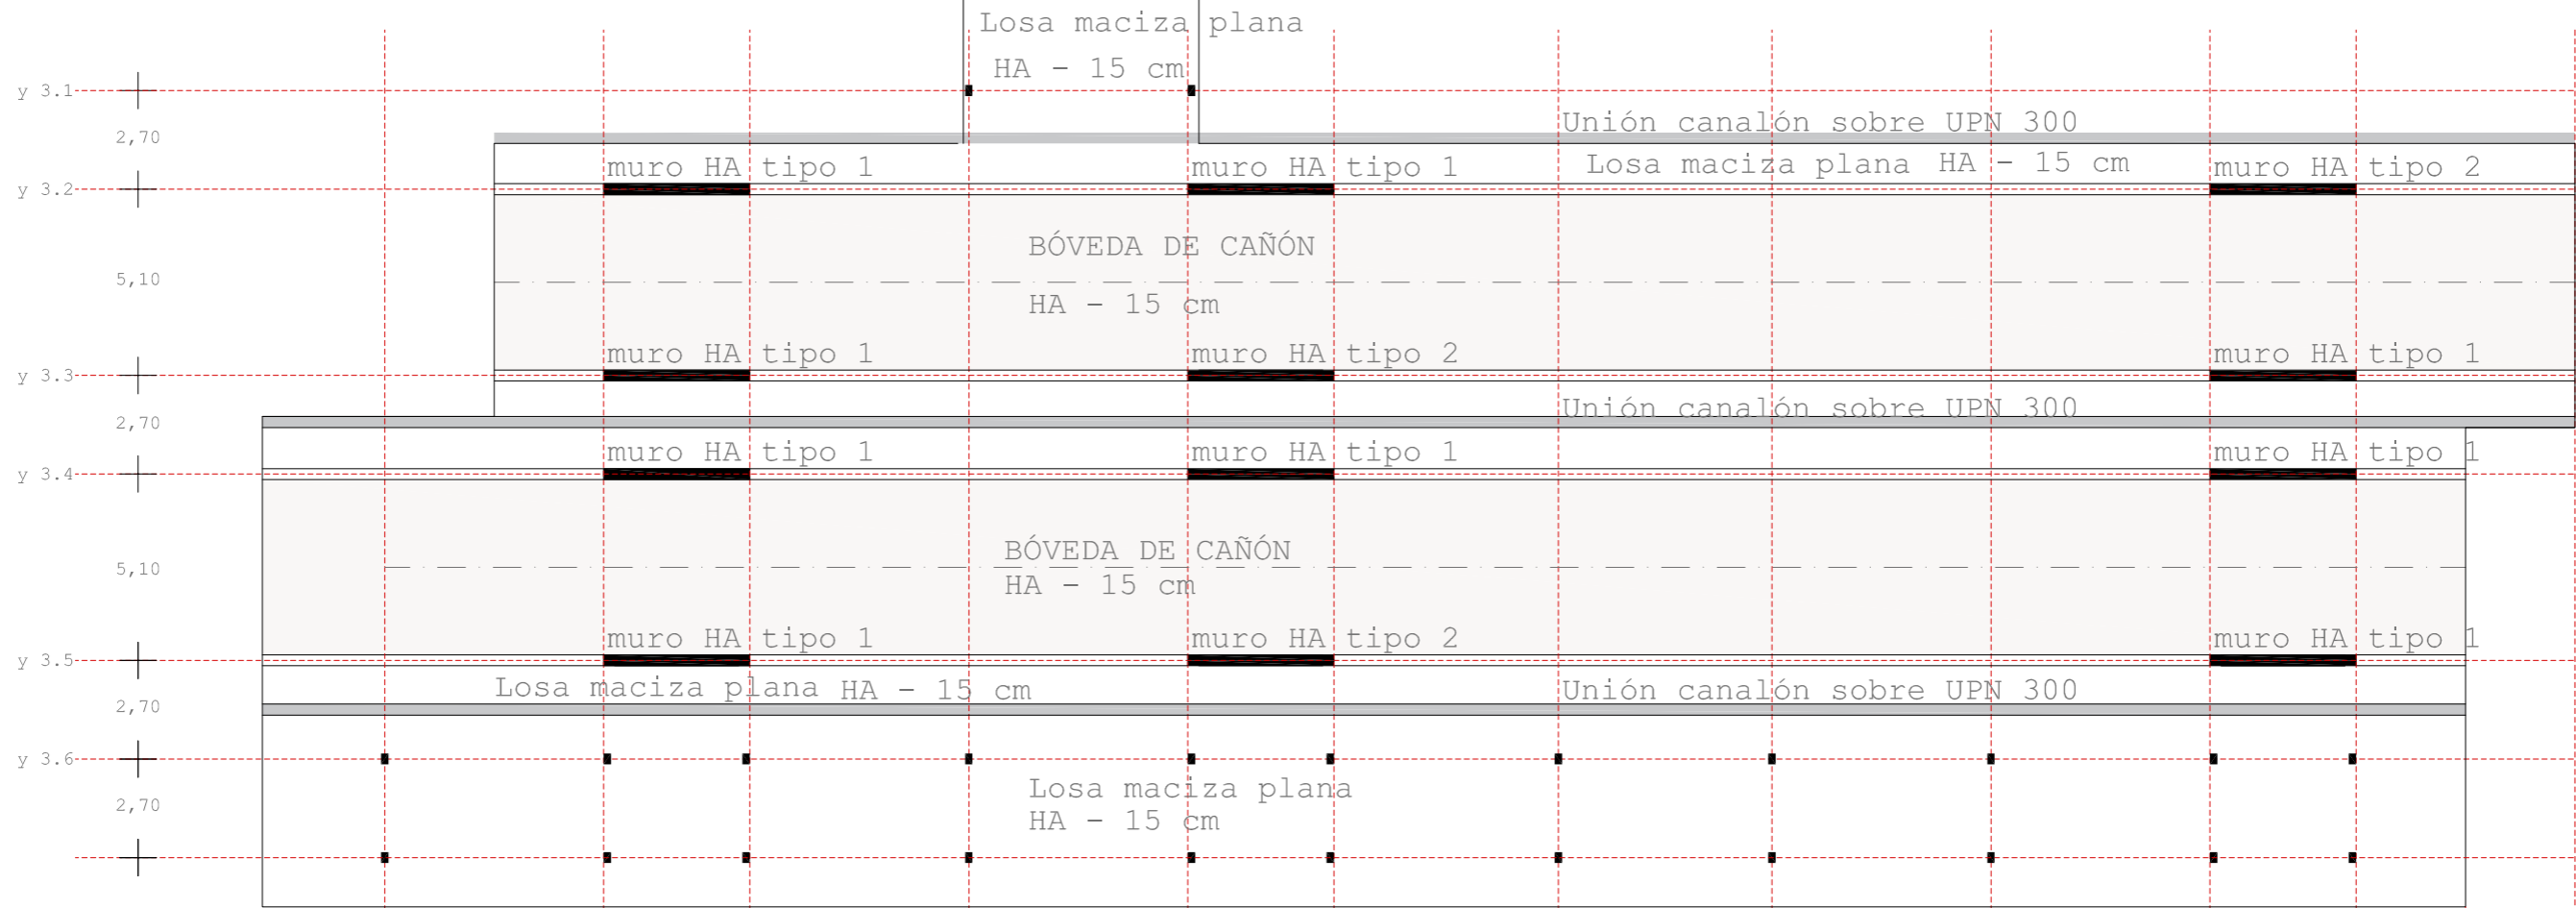 Losa maciza plana
HA - 15 cm
y 3.1
Unión canalón sobre UPN 300
2,70
muro HA tipo 1
muro HA tipo 1
Losa maciza plana HA - 15 cm
muro HA tipo 2
y 3.2
BÓVEDA DE CAÑÓN
5,10
HA - 15 cm
muro HA tipo 1
muro HA tipo 2
muro HA tipo 1
y 3.3
Unión canalón sobre UPN 300
2,70
muro HA tipo 1
muro HA tipo 1
muro HA tipo 1
y 3.4
BÓVEDA DE CAÑÓN
5,10
HA - 15 cm
muro HA tipo 1
muro HA tipo 2
muro HA tipo 1
y 3.5
Losa maciza plana HA - 15 cm
Unión canalón sobre UPN 300
2,70
y 3.6
Losa maciza plana
2,70
HA - 15 cm